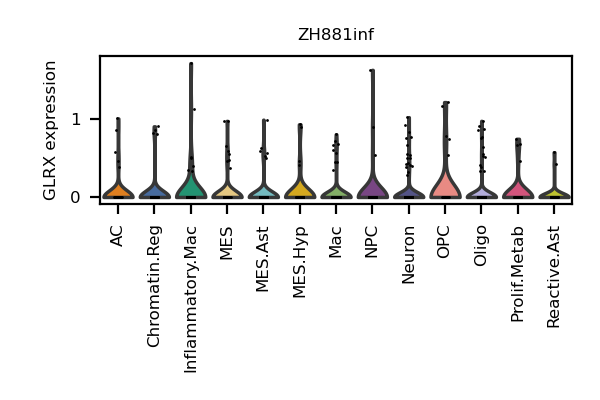 ZH881inf
GLRX expression
1
0
AC
Chromatin.Reg
Inflammatory.Mac
MES
MES.Ast
MES.Hyp
Mac
NPC
Neuron
OPC
Oligo
Prolif.Metab
Reactive.Ast